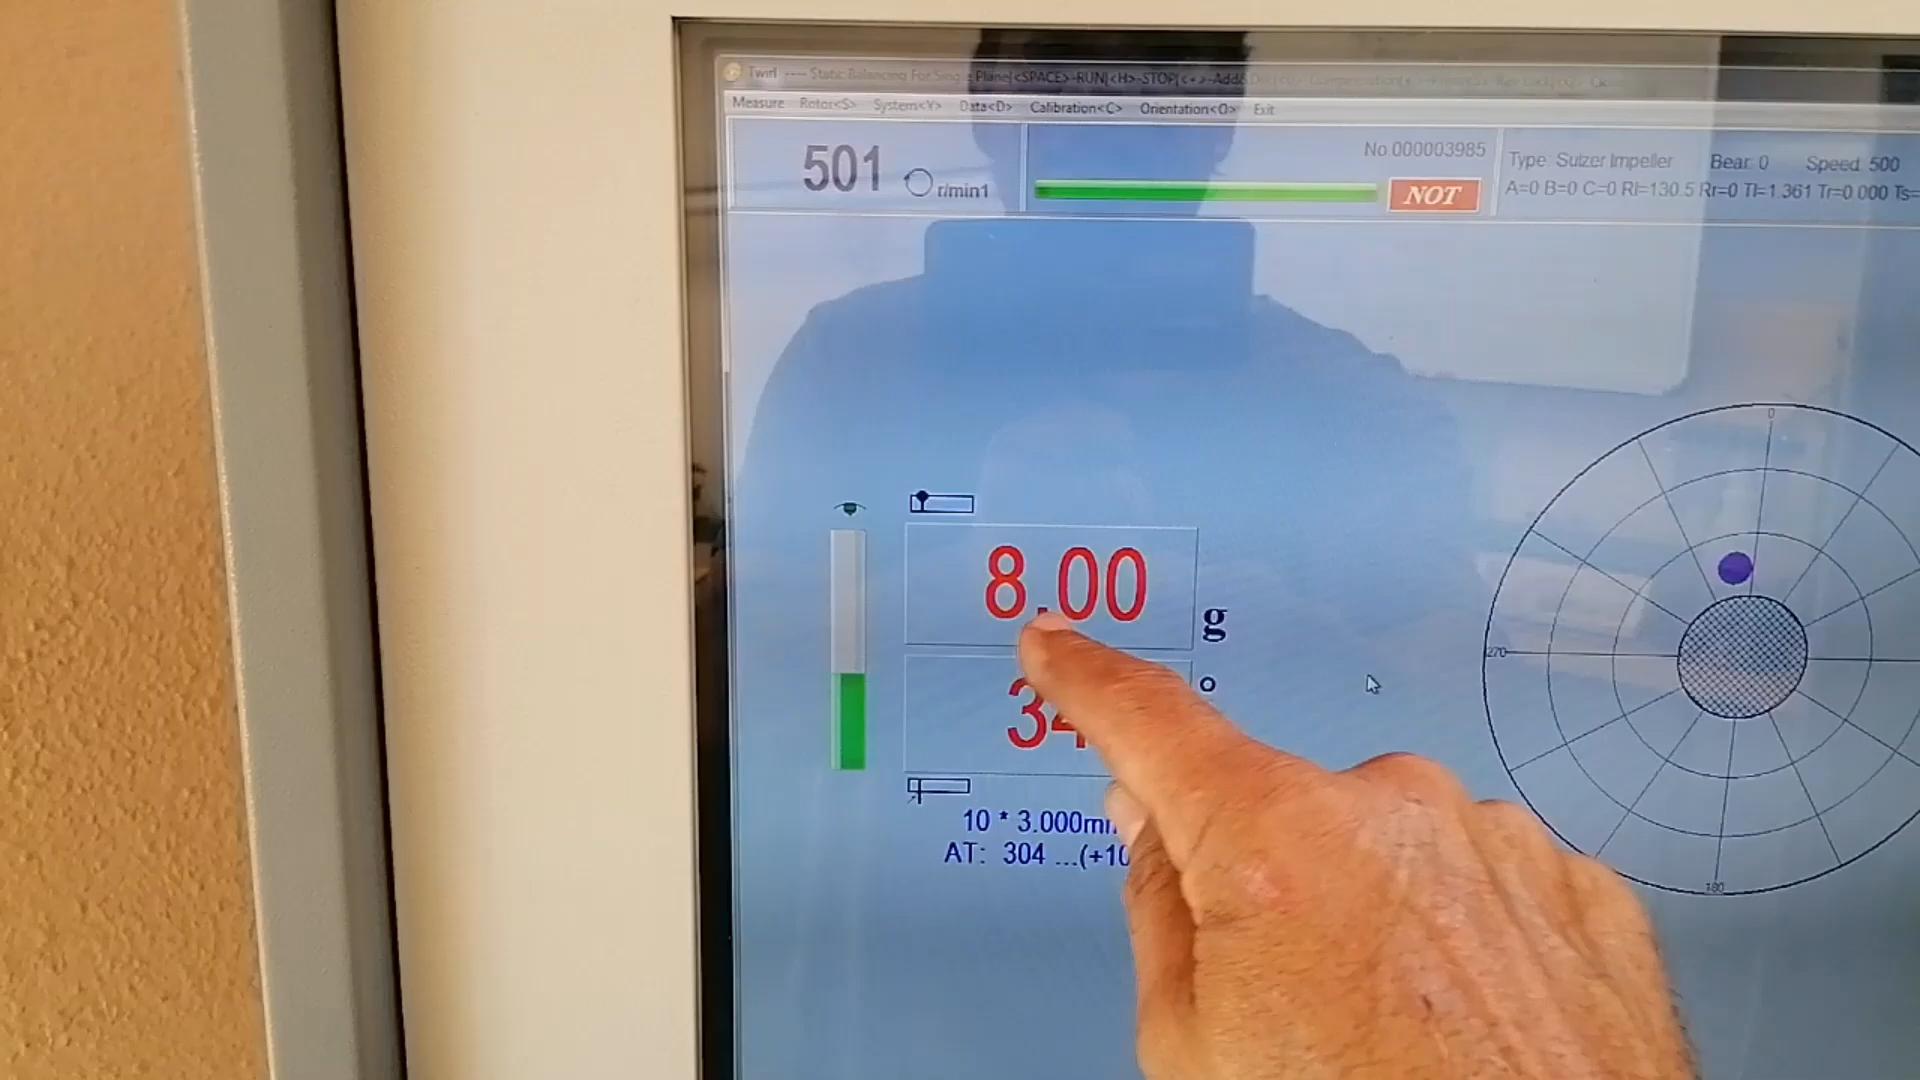 Twirl ---- Static Balancing For Sing Plane[<SPACE>-RUN|<H>-STOP|<+>-Add&
Measure Rotor<S> System<Y> Data<D> Calibration<C> Orientation<O> Exit
501 r/min1
No 000003985
NOT
Type: Sulzer Impeller Bear: 0 Speed: 500
A=0 B=0 C=0 Rl=130.5 Rr=0 Tl=1.361 Tr=0.000 Ts=
0
8.00 g
34 °
270
10 * 3.000m
AT: 304 ...(+10
180